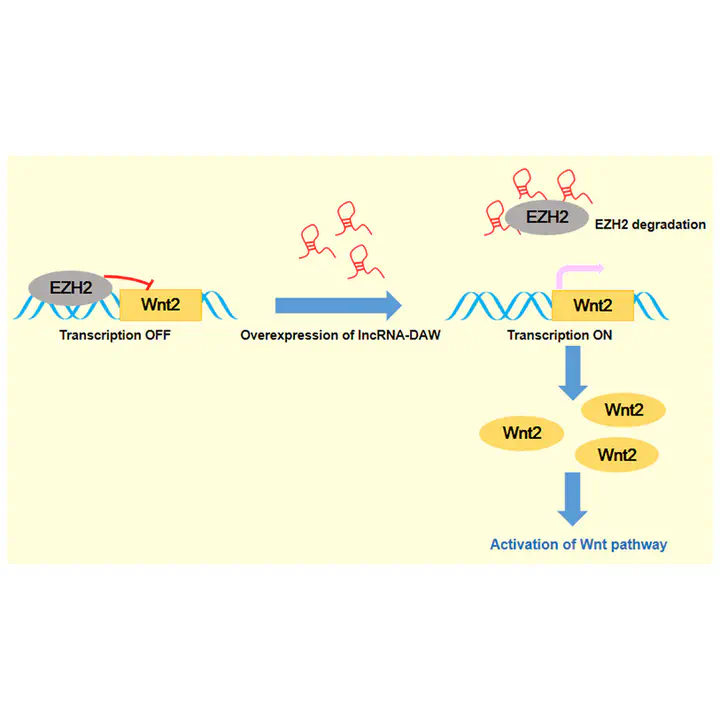 EZH2
Wnt2
Transcription OFF
Overexpression of lncRNA-DAW
EZH2
EZH2 degradation
Wnt2
Transcription ON
Wnt2
Wnt2
Wnt2
Activation of Wnt pathway